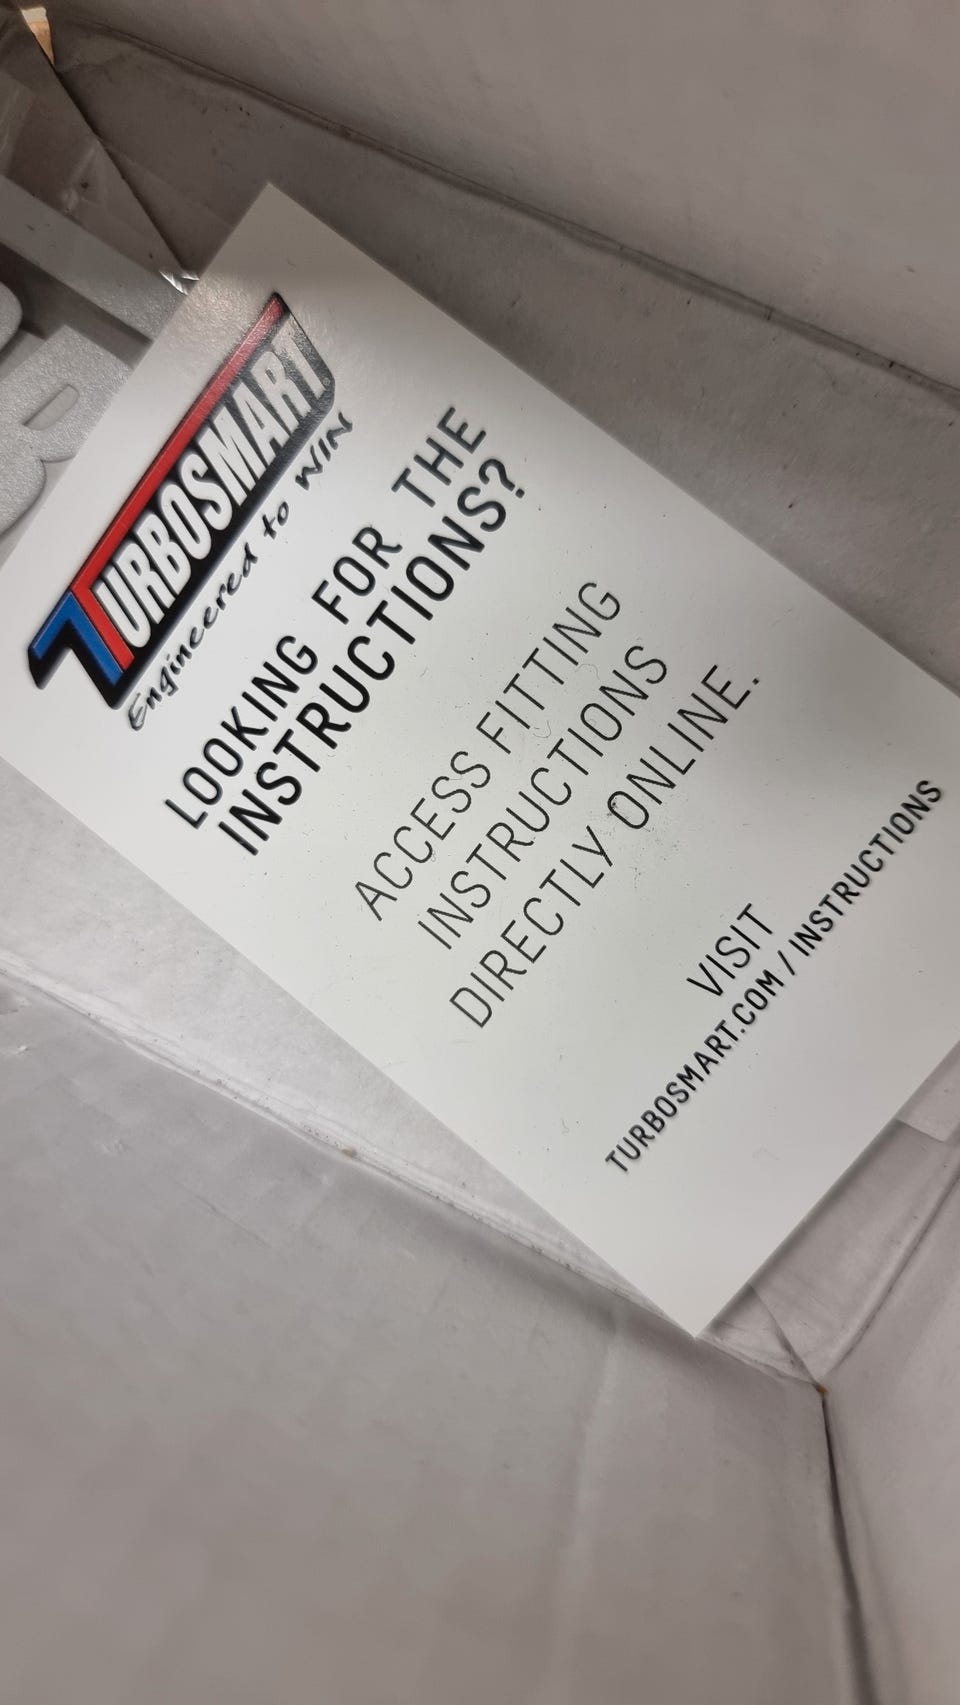 TURBOSMART
Engineered to WIN
LOOKING FOR THE
INSTRUCTIONS?
ACCESS FITTING
INSTRUCTIONS
DIRECTLY ONLINE.
VISIT
TURBOSMART.COM / INSTRUCTIONS